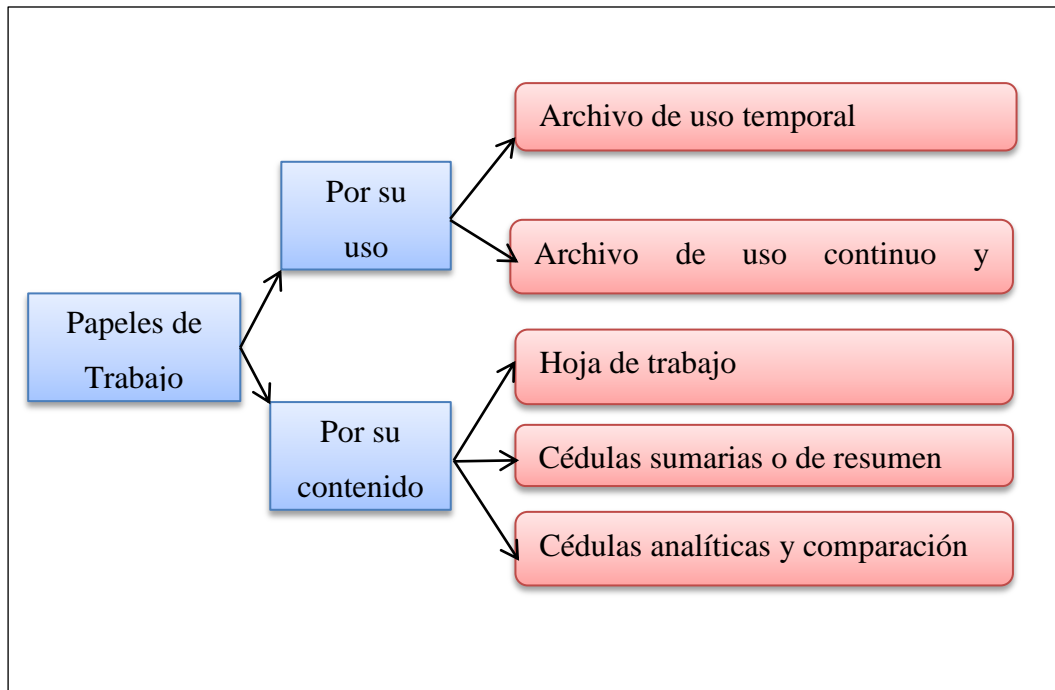 Papeles de
Trabajo
Por su
uso
Archivo de uso temporal
Archivo de uso continuo y
Por su
contenido
Hoja de trabajo
Cédulas sumarias o de resumen
Cédulas analíticas y comparación